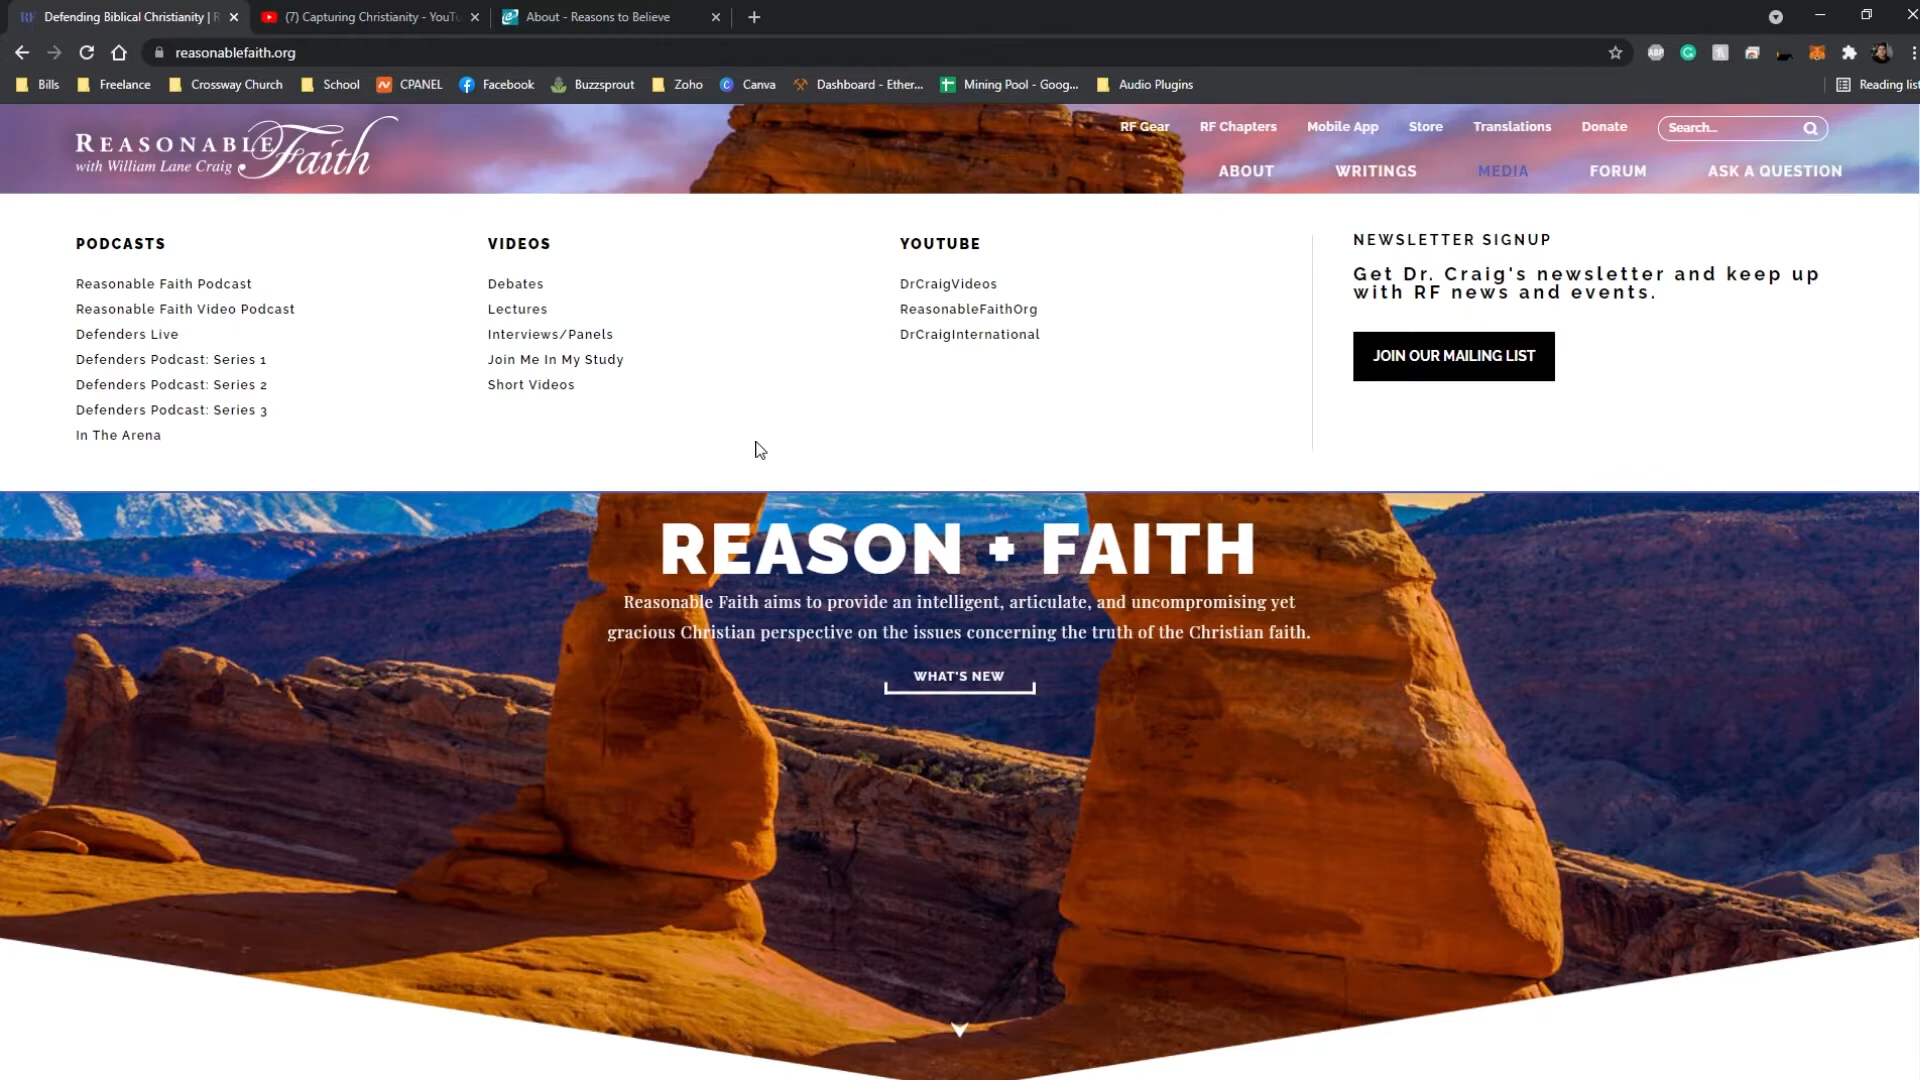 Defending Biblical Christianity | R
(7) Capturing Christianity - YouTu
About - Reasons to Believe
reasonablefaith.org
Bills
Freelance
Crossway Church
School
CPANEL
Facebook
Buzzsprout
Zoho
Canva
Dashboard - Ether...
Mining Pool - Goog...
Audio Plugins
Reading list
REASONABLE Faith
with William Lane Craig
RF Gear
RF Chapters
Mobile App
Store
Translations
Donate
Search...
ABOUT
WRITINGS
MEDIA
FORUM
ASK A QUESTION
PODCASTS
Reasonable Faith Podcast
Reasonable Faith Video Podcast
Defenders Live
Defenders Podcast: Series 1
Defenders Podcast: Series 2
Defenders Podcast: Series 3
In The Arena
VIDEOS
Debates
Lectures
Interviews/Panels
Join Me In My Study
Short Videos
YOUTUBE
DrCraigVideos
ReasonableFaithOrg
DrCraigInternational
NEWSLETTER SIGNUP
Get Dr. Craig's newsletter and keep up
with RF news and events.
JOIN OUR MAILING LIST
REASON + FAITH
Reasonable Faith aims to provide an intelligent, articulate, and uncompromising yet
gracious Christian perspective on the issues concerning the truth of the Christian faith.
WHAT'S NEW